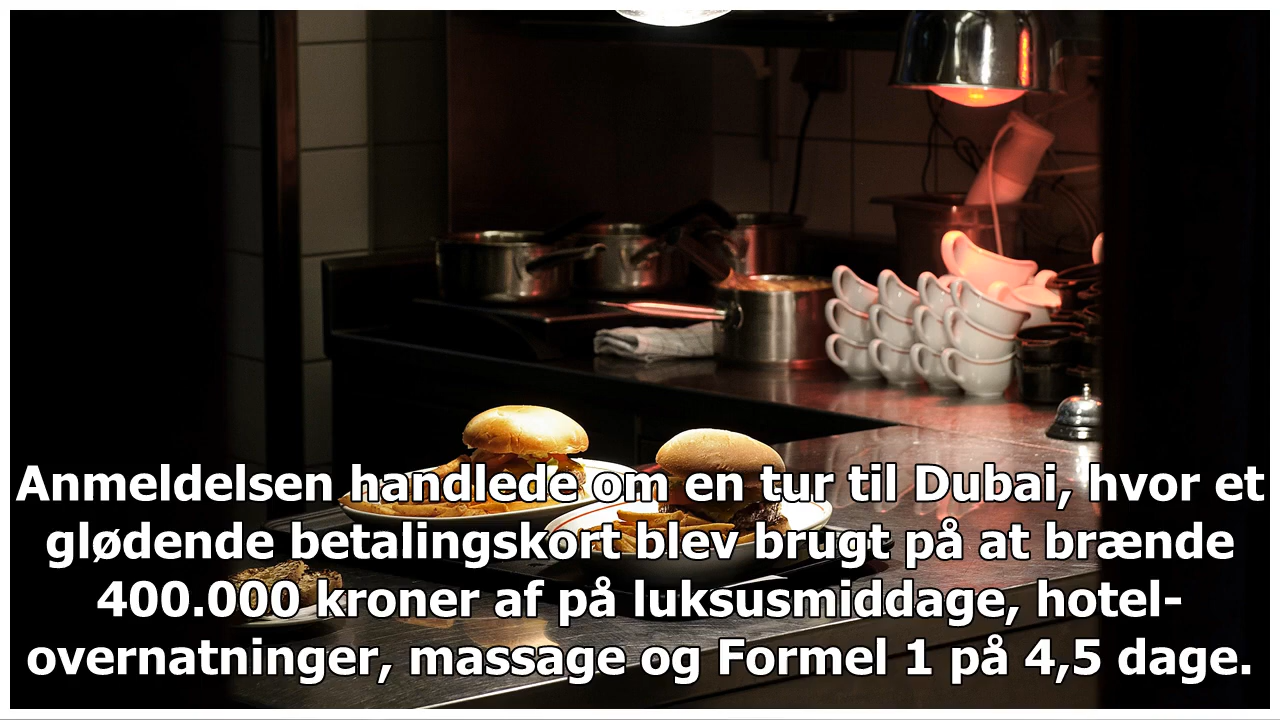 Anmeldelsen handlede om en tur til Dubai, hvor et
glødende betalingskort blev brugt på at brænde
400.000 kroner af på luksusmiddage, hotel-
overnatninger, massage og Formel 1 på 4,5 dage.